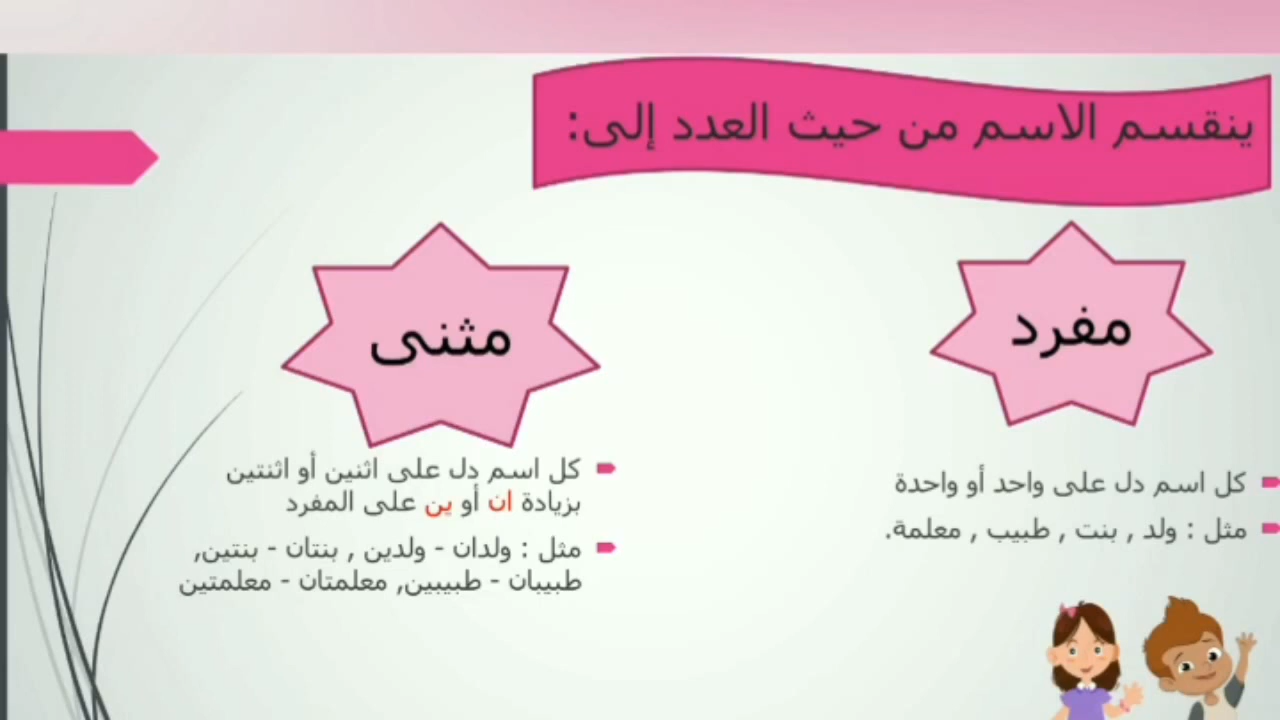 ينقسم الاسم من حيث العدد إلى:
مفرد
كل اسم دل على واحد أو واحدة
مثل : ولد , بنت , طبيب , معلمة.
مثنى
كل اسم دل على اثنين أو اثنتين
بزيادة ان أو ين على المفرد
مثل : ولدان - ولدين , بنتان - بنتين,
طبيبان - طبيبين, معلمتان - معلمتين